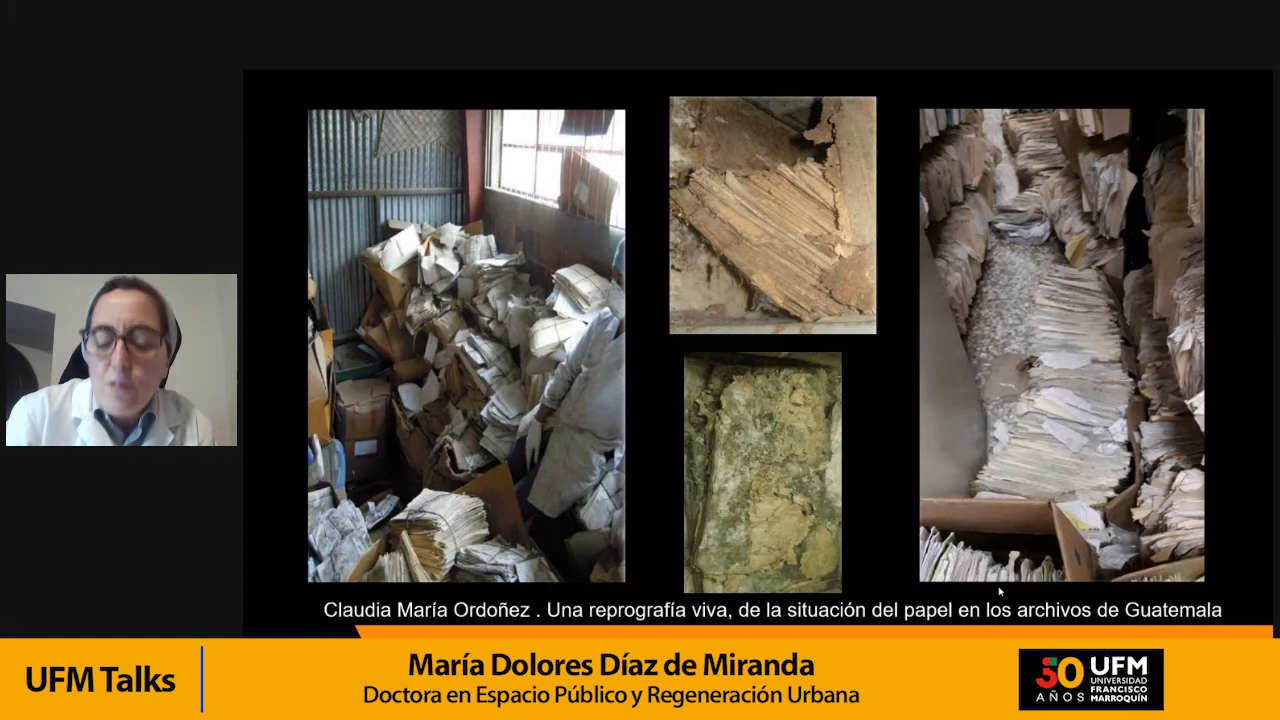 Claudia María Ordoñez . Una reprografía viva, de la situación del papel en los archivos de Guatemala
UFM Talks
María Dolores Díaz de Miranda
Doctora en Espacio Público y Regeneración Urbana
50
AÑOS
UFM
UNIVERSIDAD
FRANCISCO
MARROQUÍN